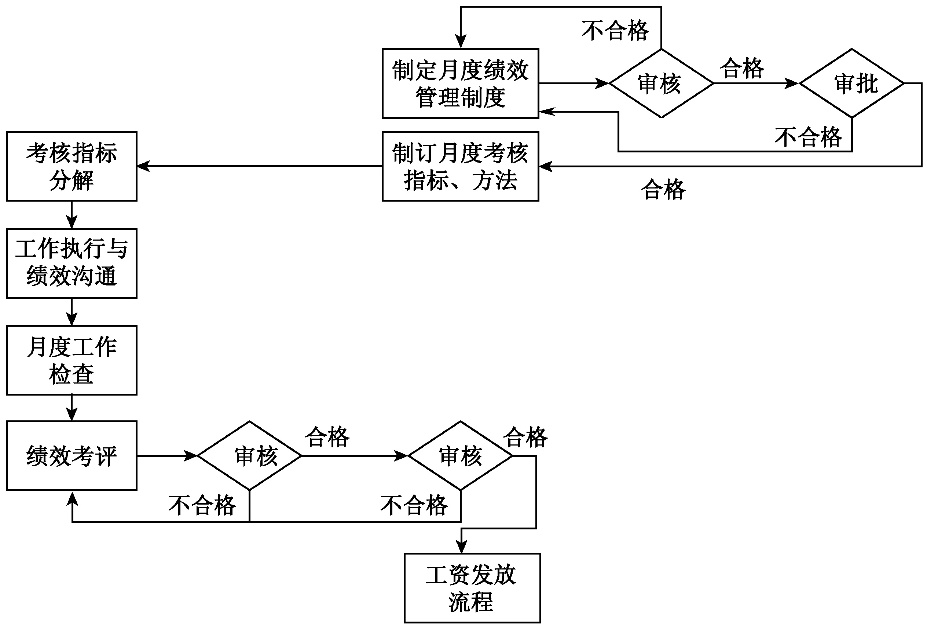 不合格
制定月度绩效
管理制度
审核
合格
审批
不合格
制订月度考核
指标、方法
合格
考核指标
分解
工作执行与
绩效沟通
月度工作
检查
绩效考评
审核
合格
审核
合格
不合格
不合格
工资发放
流程